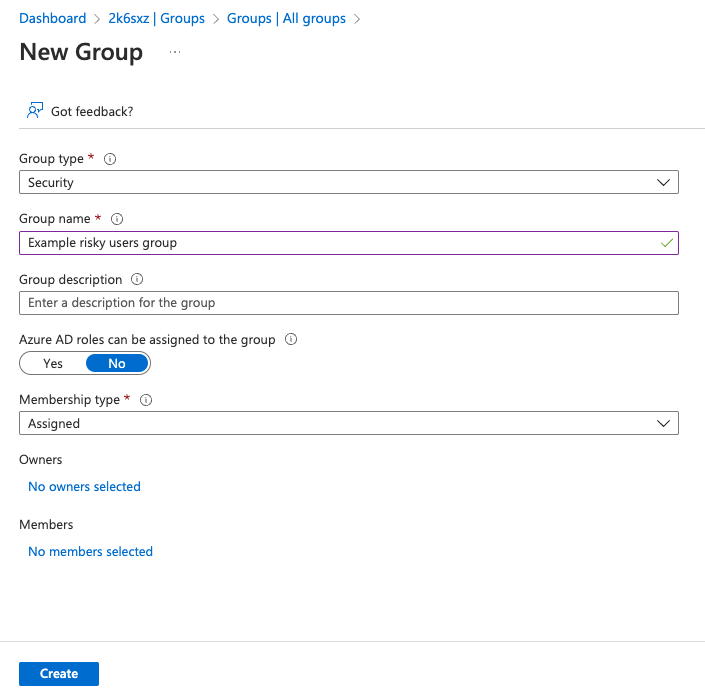 Dashboard > 2k6sxz | Groups > Groups | All groups >
New Group ...
Got feedback?
Group type *
Security
Group name *
Example risky users group
Group description
Enter a description for the group
Azure AD roles can be assigned to the group
Yes No
Membership type *
Assigned
Owners
No owners selected
Members
No members selected
Create